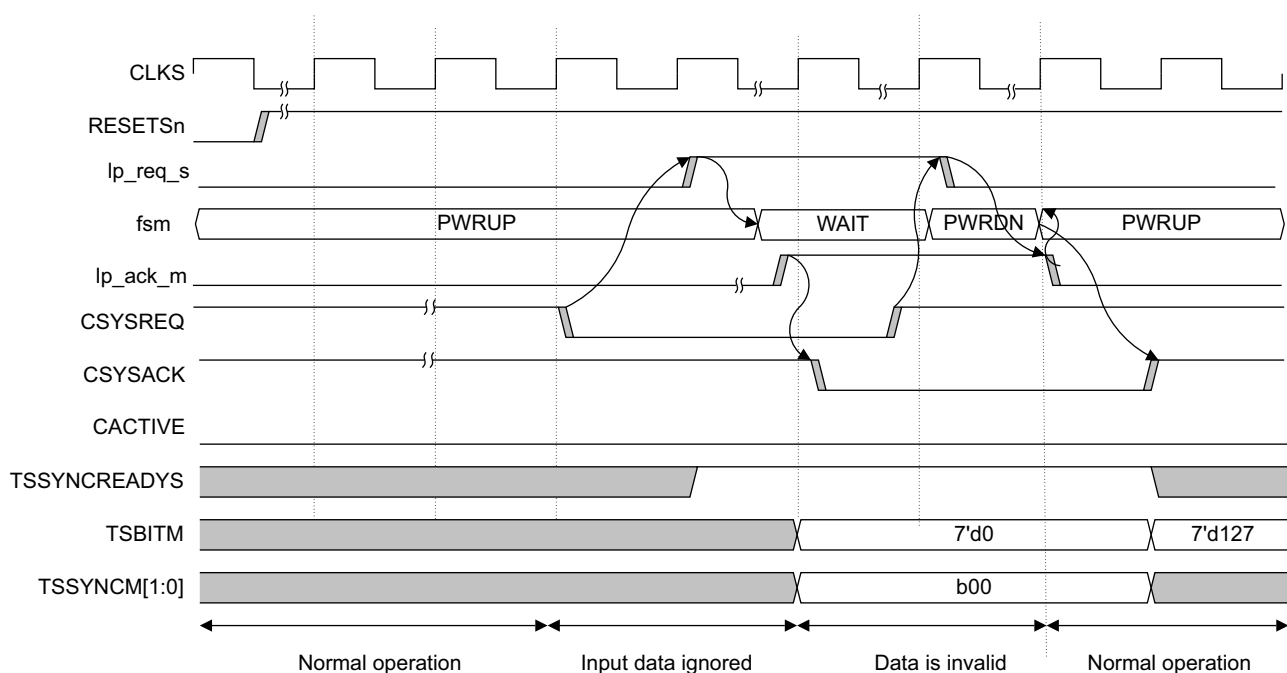 CLKS
RESETSn
lp_req_s
fsm PWRUP WAIT PWRDN PWRUP
lp_ack_m
CSYSREQ
CSYSACK
CACTIVE
TSSYNCREADYS
TSBITM 7'd0 7'd127
TSSYNCM[1:0] b00
Normal operation Input data ignored Data is invalid Normal operation